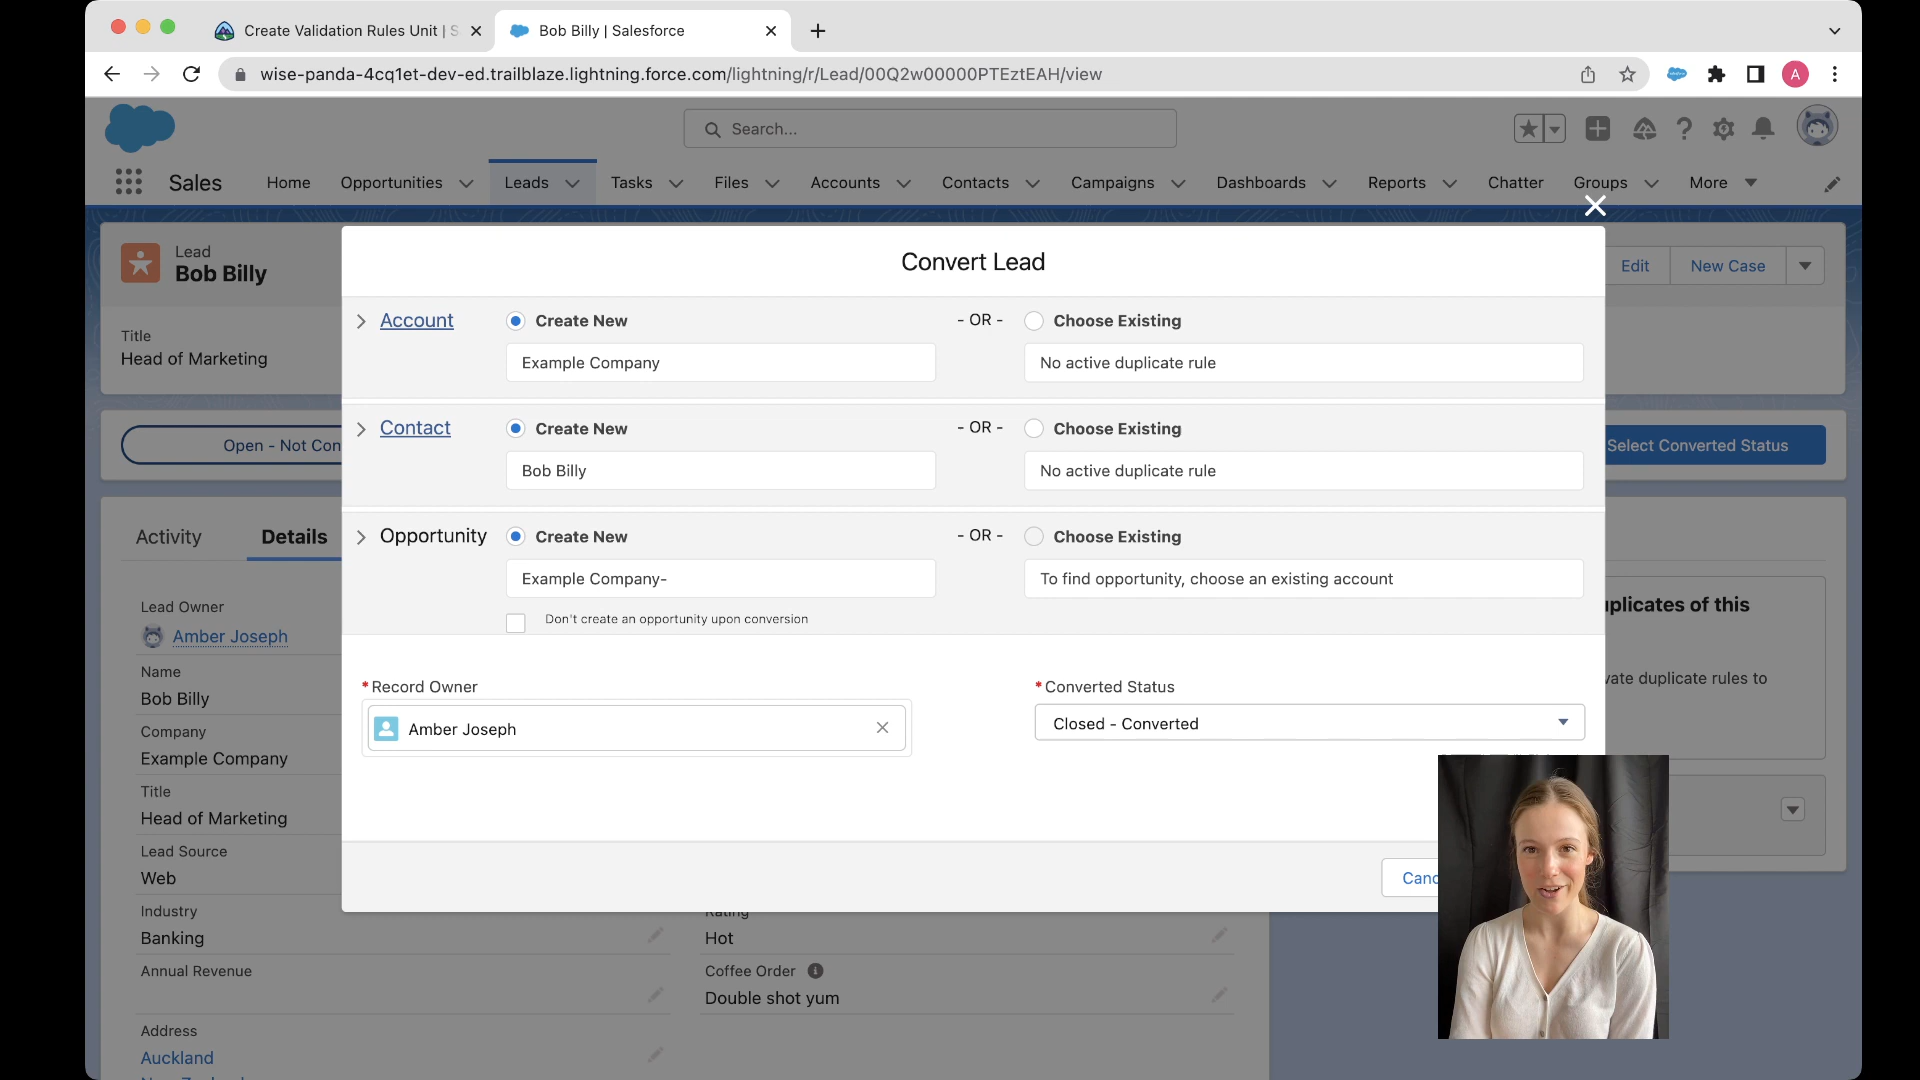 Create Validation Rules Unit | S
Bob Billy | Salesforce
wise-panda-4cq1et-dev-ed.trailblaze.lightning.force.com/lightning/r/Lead/00Q2w00000PTEztEAH/view
A
Search...
Sales
Home
Opportunities
Leads
Tasks
Files
Accounts
Contacts
Campaigns
Dashboards
Reports
Chatter
Groups
More
Lead
Bob Billy
Edit
New Case
Title
Head of Marketing
Open - Not Con
Select Converted Status
Convert Lead
Account
Create New
- OR -
Choose Existing
Example Company
No active duplicate rule
Contact
Create New
- OR -
Choose Existing
Bob Billy
No active duplicate rule
Opportunity
Create New
- OR -
Choose Existing
Example Company-
To find opportunity, choose an existing account
Don't create an opportunity upon conversion
*Record Owner
Amber Joseph
*Converted Status
Closed - Converted
Canc
Activity
Details
Lead Owner
Amber Joseph
Name
Bob Billy
Company
Example Company
Title
Head of Marketing
Lead Source
Web
Industry
Banking
Annual Revenue
Address
Auckland
Rating
Hot
Coffee Order
Double shot yum
plicates of this
vate duplicate rules to